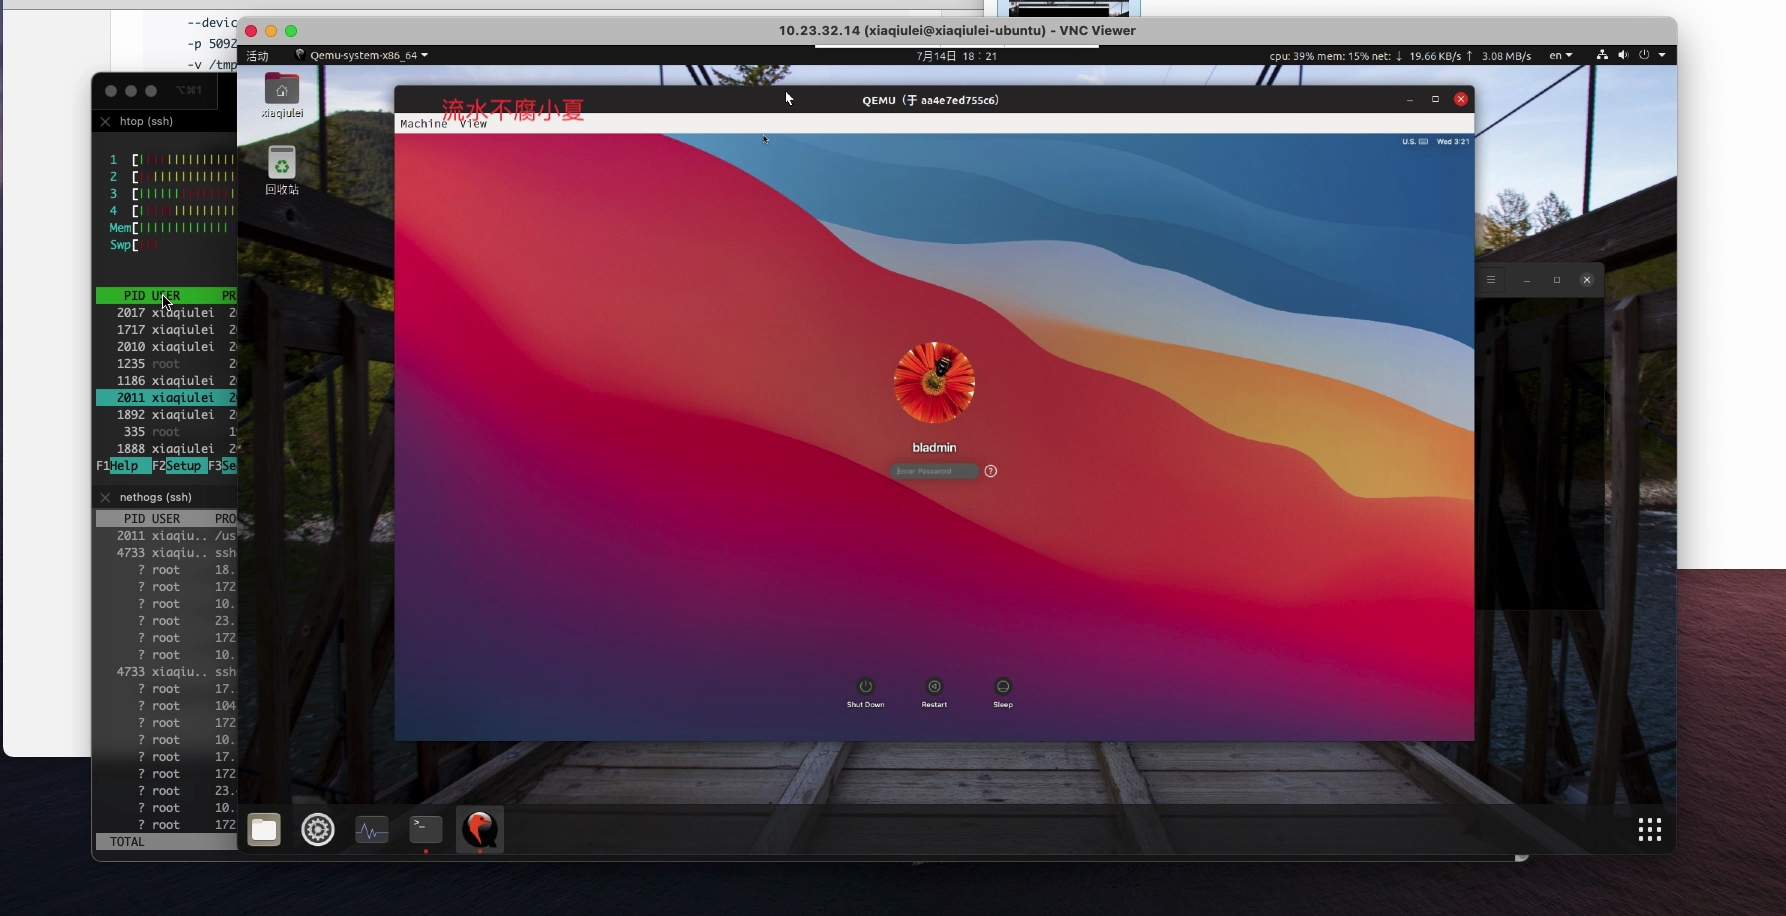 --devic
-p 5092
-v /tmp
10.23.32.14 (xiaqiulei@xiaqiulei-ubuntu) - VNC Viewer
活动 Qemu-system-x86_64 7月14日 18：21 cpu: 39% mem: 15% net: ↓ 19.66 KB/s ↑ 3.08 MB/s en
xiaqiulei
回收站
⌥⌘1
htop (ssh)
1 [
2 [
3 [
4 [
Mem[
Swp[
PID USER PR
2017 xiaqiulei 2
1717 xiaqiulei 2
2010 xiaqiulei 2
1235 root 2
1186 xiaqiulei 2
2011 xiaqiulei 2
1892 xiaqiulei 2
335 root 1
1888 xiaqiulei 2
F1Help F2Setup F3Se
nethogs (ssh)
PID USER PRO
2011 xiaqiu.. /us
4733 xiaqiu.. ssh
? root 18.
? root 172
? root 10.
? root 23.
? root 172
? root 10.
4733 xiaqiu.. ssh
? root 17.
? root 104
? root 172
? root 10.
? root 17.
? root 172
? root 23.
? root 10.
? root 172
TOTAL
QEMU（于 aa4e7ed755c6）
流水不腐小夏
Machine View
U.S. Wed 3:21
bladmin
Enter Password
?
Shut Down Restart Sleep
>_